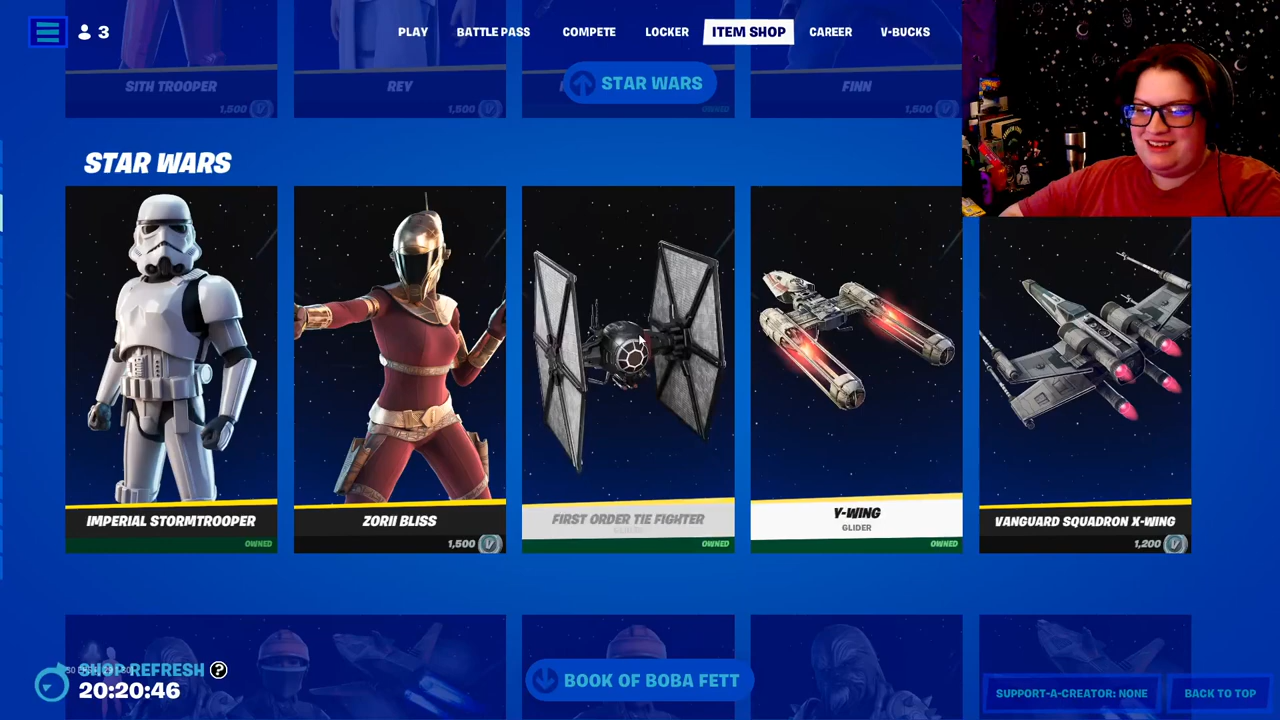 3
PLAY
BATTLE PASS
COMPETE
LOCKER
ITEM SHOP
CAREER
V-BUCKS
SITH TROOPER
REY
STAR WARS
FINN
1,500
1,500
OWNED
1,500
STAR WARS
IMPERIAL STORMTROOPER
OWNED
ZORII BLISS
1,500
FIRST ORDER TIE FIGHTER
OWNED
Y-WING
GLIDER
OWNED
VANGUARD SQUADRON X-WING
1,200
SHOP REFRESH ?
20:20:46
BOOK OF BOBA FETT
SUPPORT-A-CREATOR: NONE
BACK TO TOP